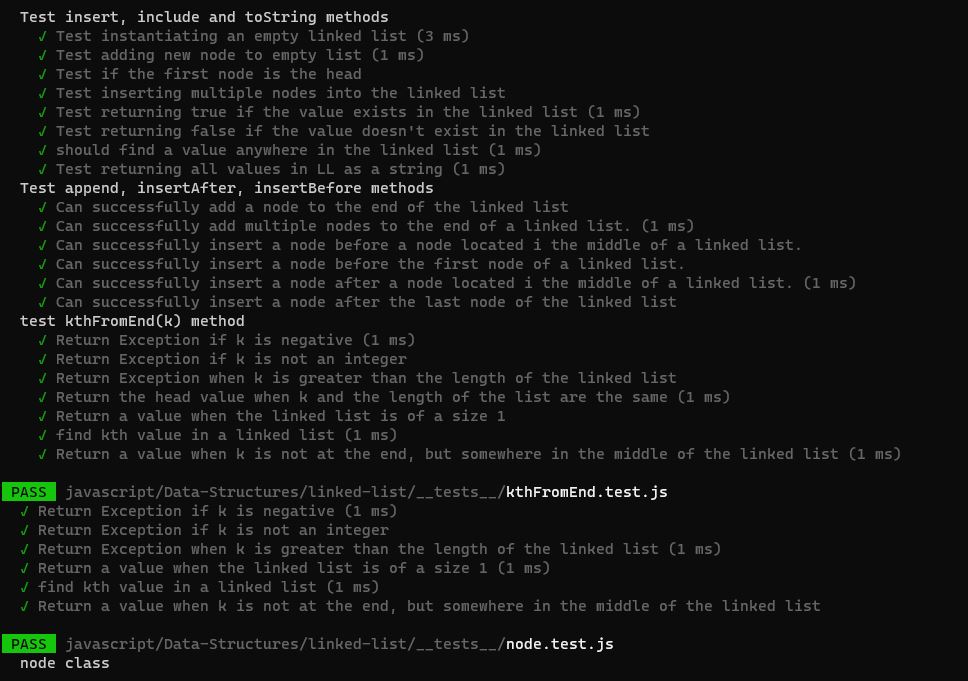 Test insert, include and toString methods
✓ Test instantiating an empty linked list (3 ms)
✓ Test adding new node to empty list (1 ms)
✓ Test if the first node is the head
✓ Test inserting multiple nodes into the linked list
✓ Test returning true if the value exists in the linked list (1 ms)
✓ Test returning false if the value doesn't exist in the linked list
✓ should find a value anywhere in the linked list (1 ms)
✓ Test returning all values in LL as a string (1 ms)
Test append, insertAfter, insertBefore methods
✓ Can successfully add a node to the end of the linked list
✓ Can successfully add multiple nodes to the end of a linked list. (1 ms)
✓ Can successfully insert a node before a node located i the middle of a linked list.
✓ Can successfully insert a node before the first node of a linked list.
✓ Can successfully insert a node after a node located i the middle of a linked list. (1 ms)
✓ Can successfully insert a node after the last node of the linked list
test kthFromEnd(k) method
✓ Return Exception if k is negative (1 ms)
✓ Return Exception if k is not an integer
✓ Return Exception when k is greater than the length of the linked list
✓ Return the head value when k and the length of the list are the same (1 ms)
✓ Return a value when the linked list is of a size 1
✓ find kth value in a linked list (1 ms)
✓ Return a value when k is not at the end, but somewhere in the middle of the linked list (1 ms)
PASS javascript/Data-Structures/linked-list/__tests__/kthFromEnd.test.js
✓ Return Exception if k is negative (1 ms)
✓ Return Exception if k is not an integer
✓ Return Exception when k is greater than the length of the linked list (1 ms)
✓ Return a value when the linked list is of a size 1 (1 ms)
✓ find kth value in a linked list (1 ms)
✓ Return a value when k is not at the end, but somewhere in the middle of the linked list
PASS javascript/Data-Structures/linked-list/__tests__/node.test.js
node class